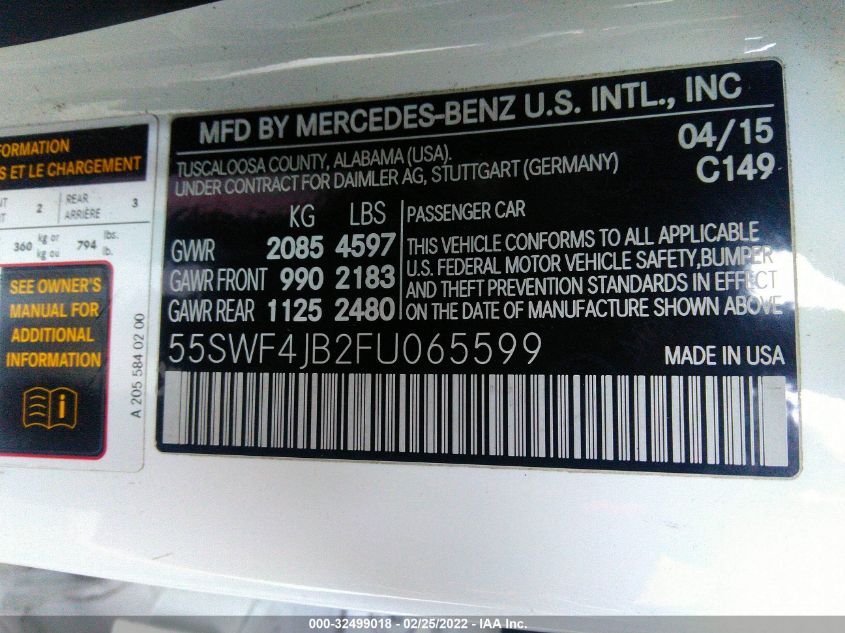 FORMATION
S ET LE CHARGEMENT
2 REAR 3
ARRIÈRE
360 kg or 794 lbs.
kg ou lb.
SEE OWNER'S
MANUAL FOR
ADDITIONAL
INFORMATION
A 205 584 02 00
MFD BY MERCEDES-BENZ U.S. INTL., INC
TUSCALOOSA COUNTY, ALABAMA (USA). 04/15
UNDER CONTRACT FOR DAIMLER AG, STUTTGART (GERMANY) C149
KG LBS PASSENGER CAR
GVWR 2085 4597 THIS VEHICLE CONFORMS TO ALL APPLICABLE
GAWR FRONT 990 2183 U.S. FEDERAL MOTOR VEHICLE SAFETY,BUMPER
GAWR REAR 1125 2480 AND THEFT PREVENTION STANDARDS IN EFFECT
ON THE DATE OF MANUFACTURE SHOWN ABOVE
55SWF4JB2FU065599 MADE IN USA
000-32499018 - 02/25/2022 - IAA Inc.